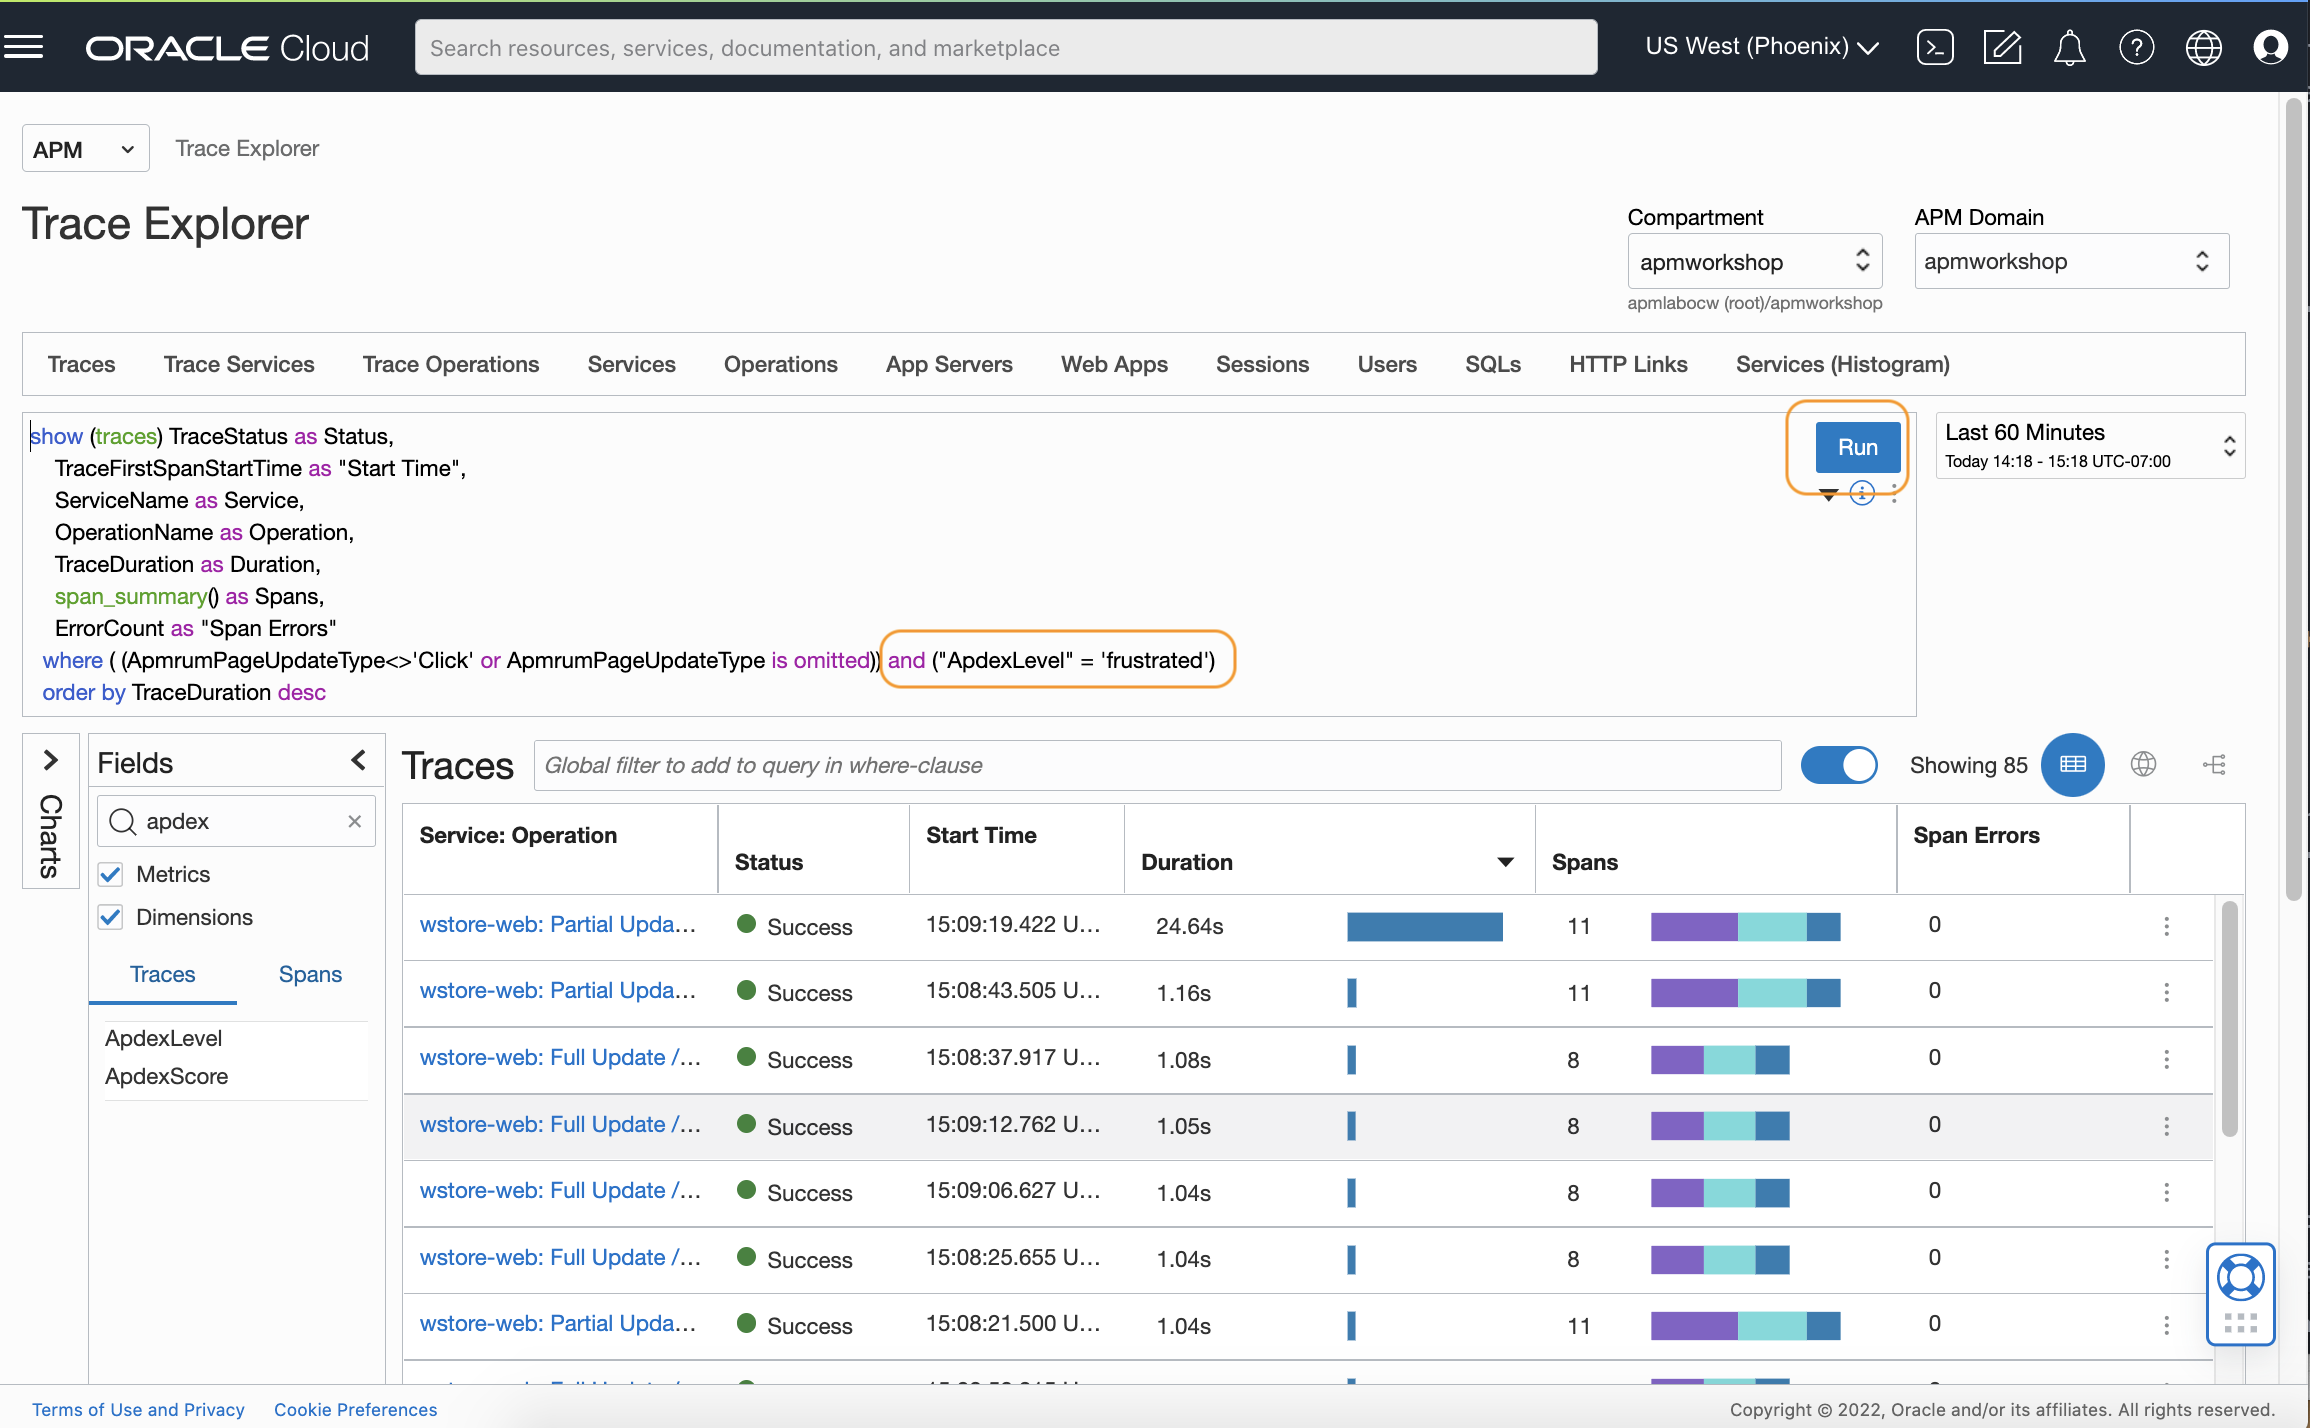 ORACLE Cloud
Search resources, services, documentation, and marketplace
US West (Phoenix)
APM
Trace Explorer
Trace Explorer
Compartment
apmworkshop
apmlabocw (root)/apmworkshop
APM Domain
apmworkshop
Traces Trace Services Trace Operations Services Operations App Servers Web Apps Sessions Users SQLs HTTP Links Services (Histogram)
show (traces) TraceStatus as Status,
TraceFirstSpanStartTime as "Start Time",
ServiceName as Service,
OperationName as Operation,
TraceDuration as Duration,
span_summary() as Spans,
ErrorCount as "Span Errors"
where ( (ApmrumPageUpdateType<>'Click' or ApmrumPageUpdateType is omitted)) and ("ApdexLevel" = 'frustrated')
order by TraceDuration desc
Run
Last 60 Minutes
Today 14:18 - 15:18 UTC-07:00
Charts
Fields
apdex
Metrics
Dimensions
Traces Spans
ApdexLevel
ApdexScore
Traces
Global filter to add to query in where-clause
Showing 85
Service: Operation Status Start Time Duration Spans Span Errors
wstore-web: Partial Upda... Success 15:09:19.422 U... 24.64s 11 0
wstore-web: Partial Upda... Success 15:08:43.505 U... 1.16s 11 0
wstore-web: Full Update /... Success 15:08:37.917 U... 1.08s 8 0
wstore-web: Full Update /... Success 15:09:12.762 U... 1.05s 8 0
wstore-web: Full Update /... Success 15:09:06.627 U... 1.04s 8 0
wstore-web: Full Update /... Success 15:08:25.655 U... 1.04s 8 0
wstore-web: Partial Upda... Success 15:08:21.500 U... 1.04s 11 0
Terms of Use and Privacy Cookie Preferences
Copyright © 2022, Oracle and/or its affiliates. All rights reserved.